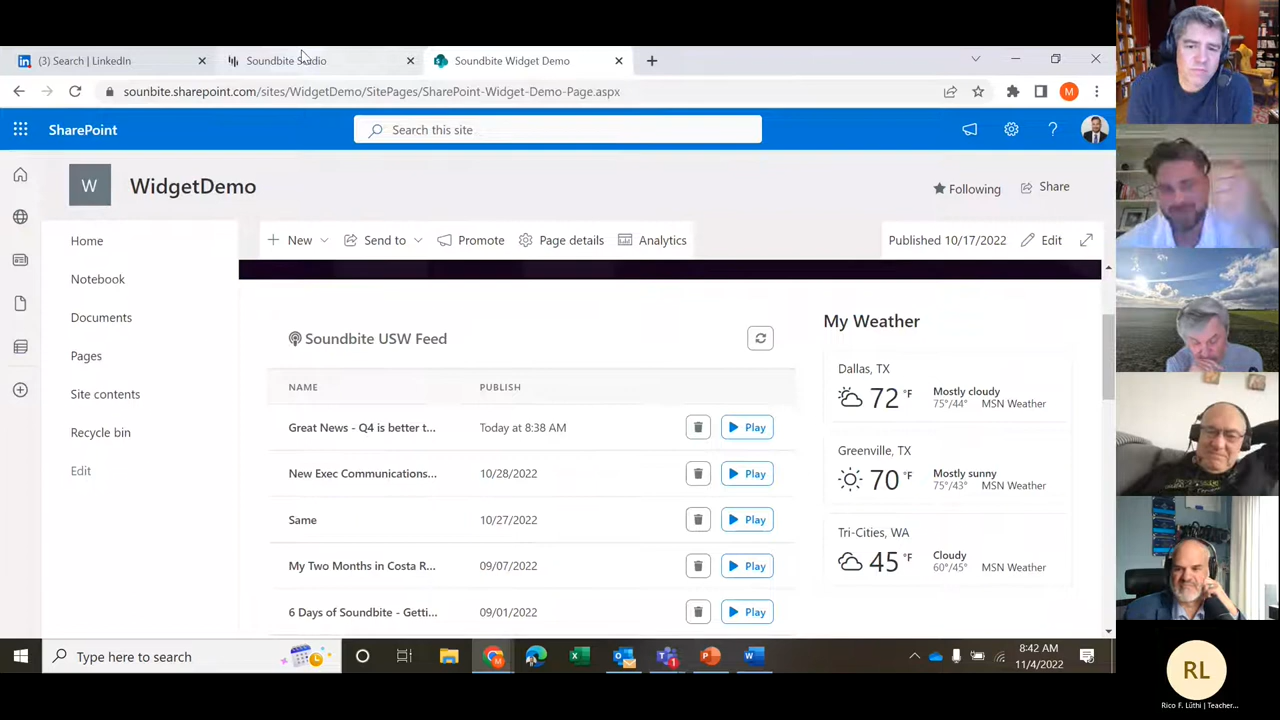 (3) Search | LinkedIn
Soundbite Studio
Soundbite Widget Demo
sounbite.sharepoint.com/sites/WidgetDemo/SitePages/SharePoint-Widget-Demo-Page.aspx
M
SharePoint
Search this site
W
WidgetDemo
Following
Share
Home
New
Send to
Promote
Page details
Analytics
Published 10/17/2022
Edit
Notebook
Documents
Pages
Site contents
Recycle bin
Edit
Soundbite USW Feed
NAME PUBLISH
Great News - Q4 is better t... Today at 8:38 AM Play
New Exec Communications... 10/28/2022 Play
Same 10/27/2022 Play
My Two Months in Costa R... 09/07/2022 Play
6 Days of Soundbite - Getti... 09/01/2022 Play
My Weather
Dallas, TX
72 °F Mostly cloudy
75°/44° MSN Weather
Greenville, TX
70 °F Mostly sunny
75°/43° MSN Weather
Tri-Cities, WA
45 °F Cloudy
60°/45° MSN Weather
Type here to search
8:42 AM
11/4/2022
RL
Rico F. Lüthi | Teacher...